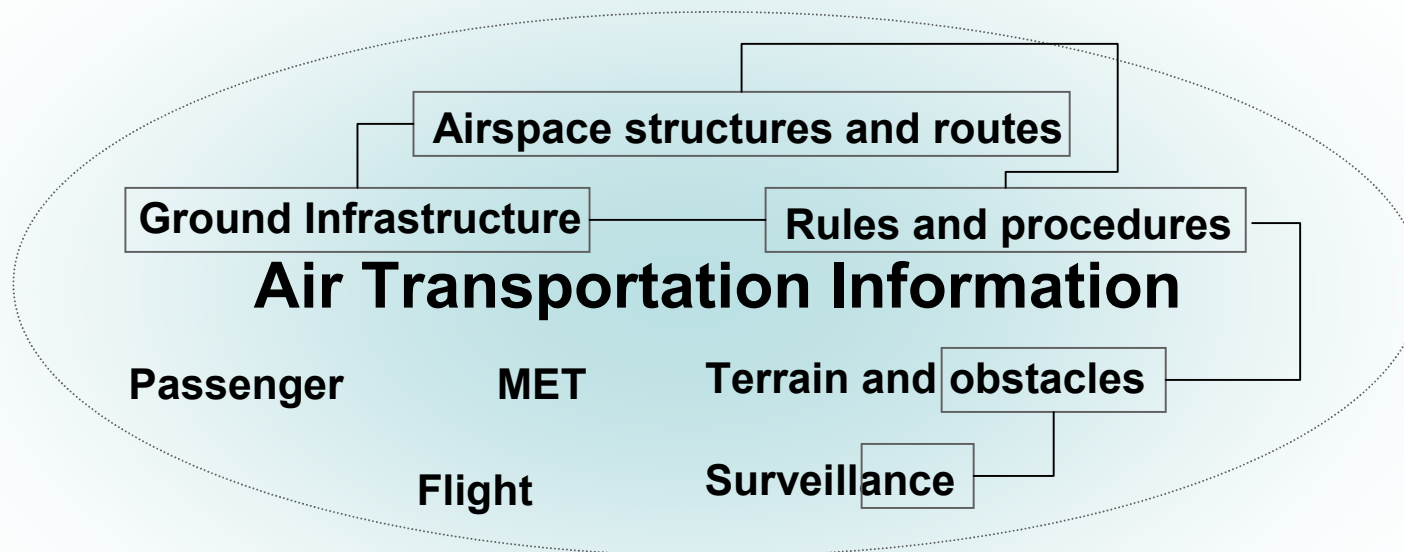 Airspace structures and routes
Ground Infrastructure
Rules and procedures
Air Transportation Information
Passenger
MET
Terrain and obstacles
Flight
Surveillance